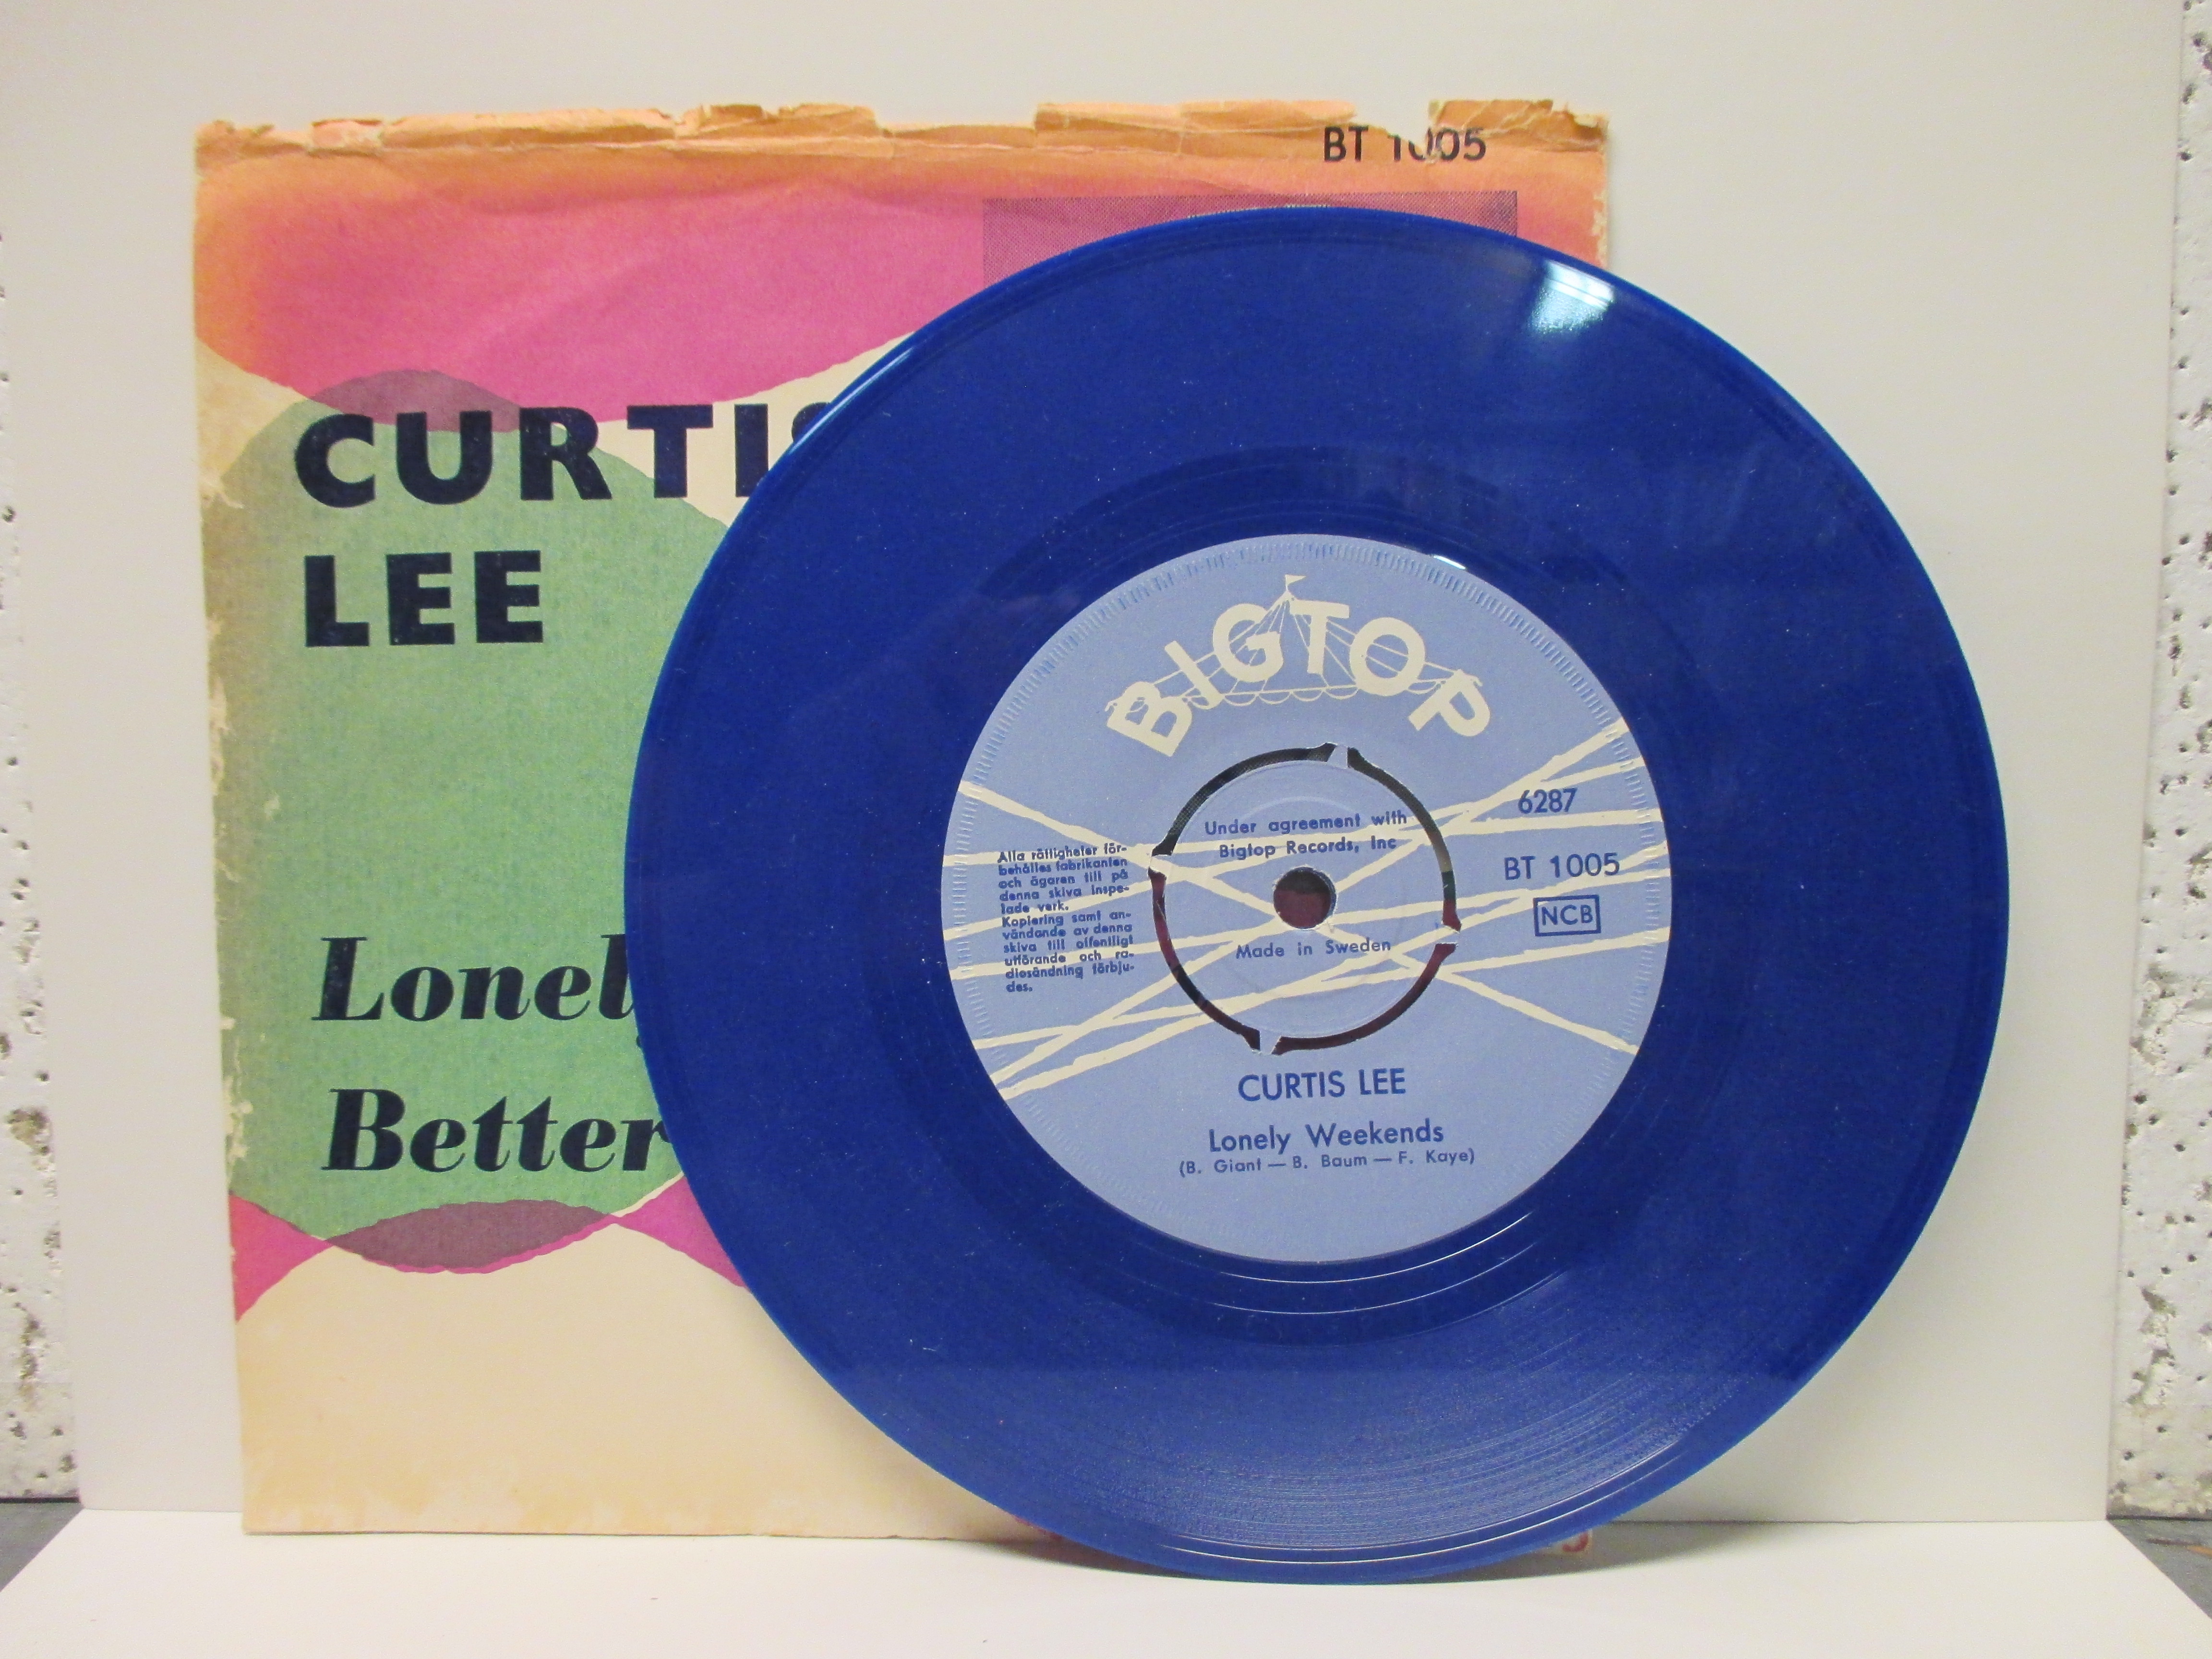 BT 1005
CURTIS
LEE
Lonely
Better
BIGTOP
6287
BT 1005
NCB
Under agreement with
Bigtop Records, Inc
Made in Sweden
Alla rättigheter för-
behålles fabrikanten
och ägaren till på
denna skiva inspe-
lade verk.
Kopiering samt an-
vändande av denna
skiva till offentligt
utförande och ra-
diosändning förbju-
des.
CURTIS LEE
Lonely Weekends
(B. Giant — B. Baum — F. Kaye)